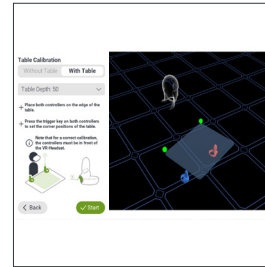 Table Calibration
Without Table
With Table
Table Depth: 50
Place both controllers on the edge of the
table.
Press the trigger key on both controllers
to set the corner positions of the table.
Note that for a correct calibration,
the controllers must be in front of
the VR-Headset.
Back
Start